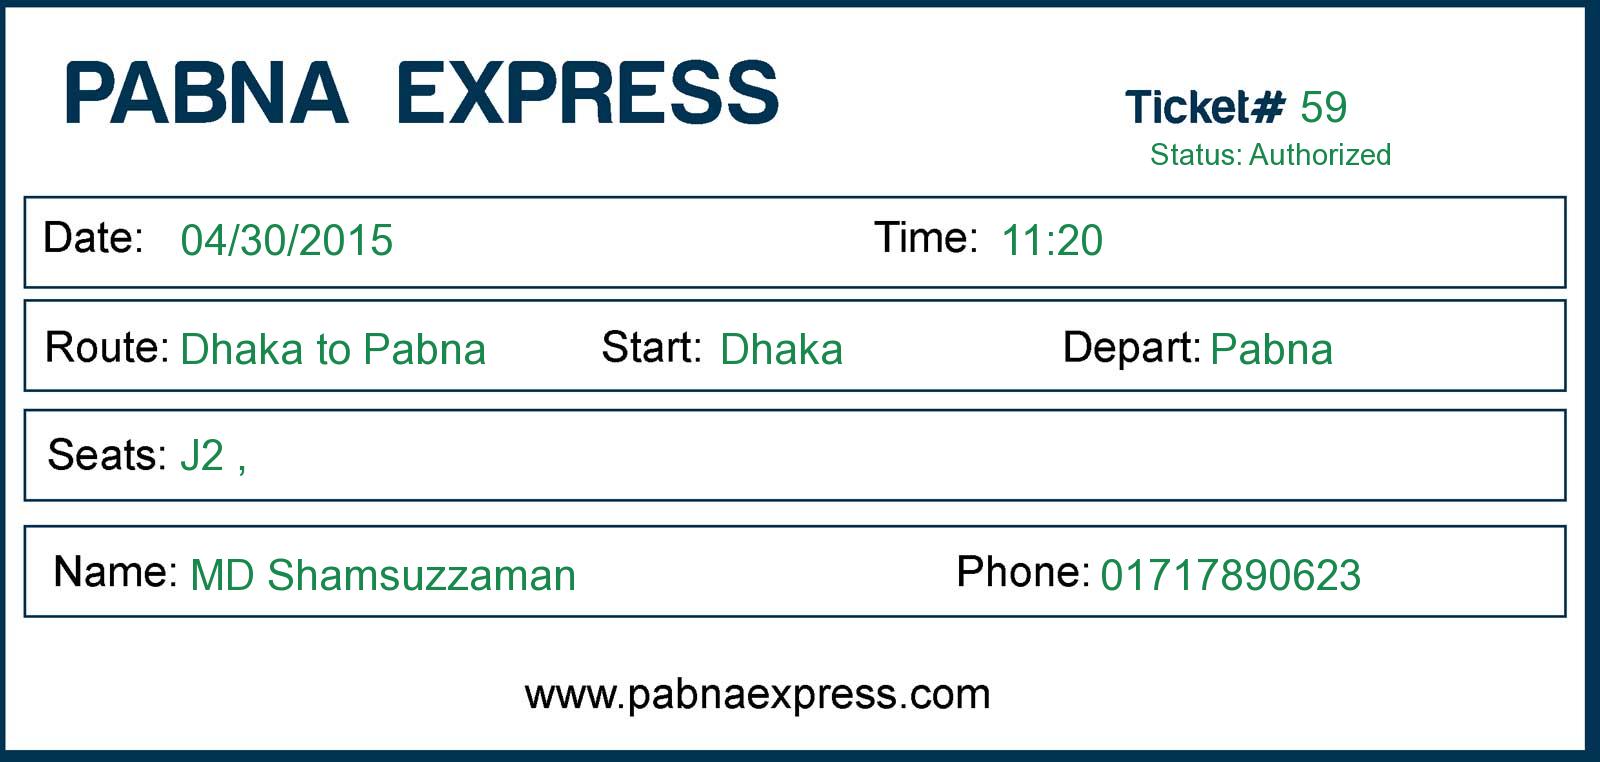 PABNA EXPRESS
Ticket# 59
Status: Authorized
Date: 04/30/2015 Time: 11:20
Route: Dhaka to Pabna Start: Dhaka Depart: Pabna
Seats: J2 ,
Name: MD Shamsuzzaman Phone: 01717890623
www.pabnaexpress.com